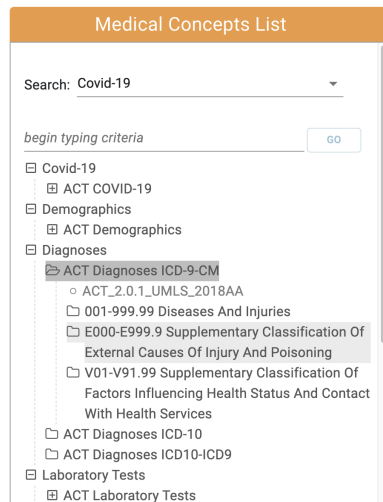 Medical Concepts List
Search: Covid-19
begin typing criteria GO
Covid-19
ACT COVID-19
Demographics
ACT Demographics
Diagnoses
ACT Diagnoses ICD-9-CM
ACT_2.0.1_UMLS_2018AA
001-999.99 Diseases And Injuries
E000-E999.9 Supplementary Classification Of
External Causes Of Injury And Poisoning
V01-V91.99 Supplementary Classification Of
Factors Influencing Health Status And Contact
With Health Services
ACT Diagnoses ICD-10
ACT Diagnoses ICD10-ICD9
Laboratory Tests
ACT Laboratory Tests